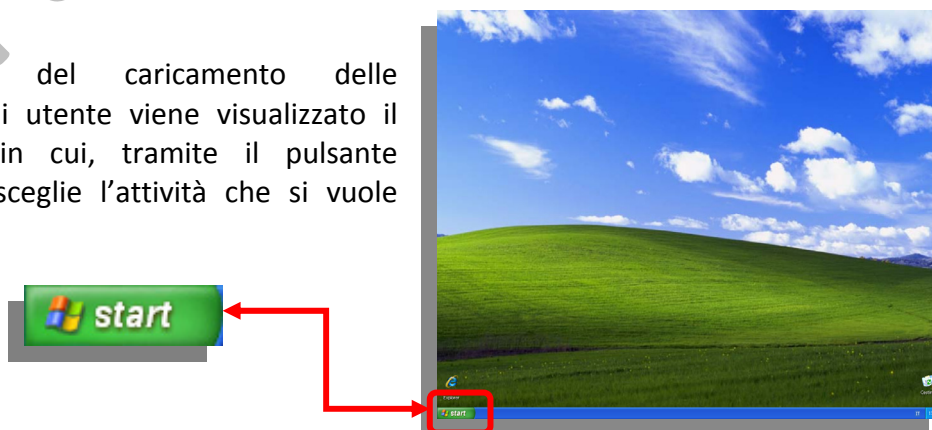 del caricamento delle
i utente viene visualizzato il
in cui, tramite il pulsante
sceglie l'attività che si vuole
start
start